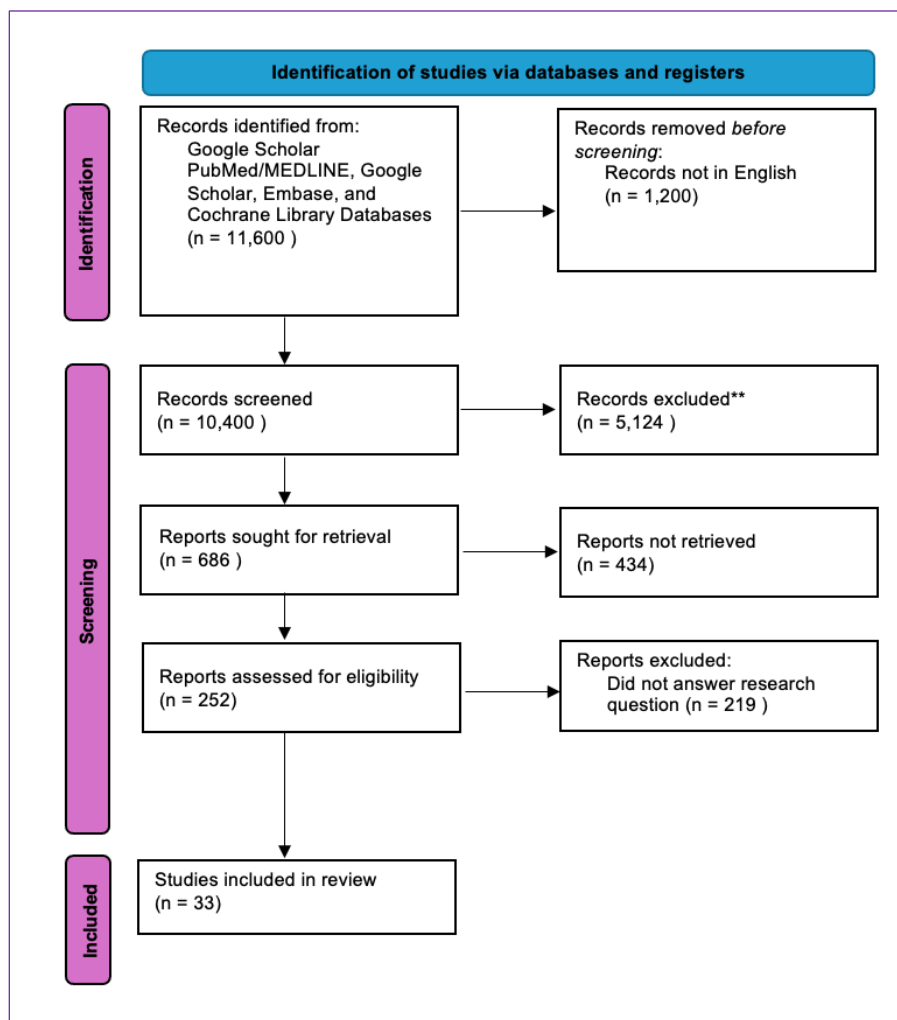 Identification of studies via databases and registers
Identification
Records identified from:
Google Scholar
PubMed/MEDLINE, Google
Scholar, Embase, and
Cochrane Library Databases
(n = 11,600 )
Records removed before
screening:
Records not in English
(n = 1,200)
Screening
Records screened
(n = 10,400 )
Records excluded**
(n = 5,124 )
Reports sought for retrieval
(n = 686 )
Reports not retrieved
(n = 434)
Reports assessed for eligibility
(n = 252)
Reports excluded:
Did not answer research
question (n = 219 )
Included
Studies included in review
(n = 33)